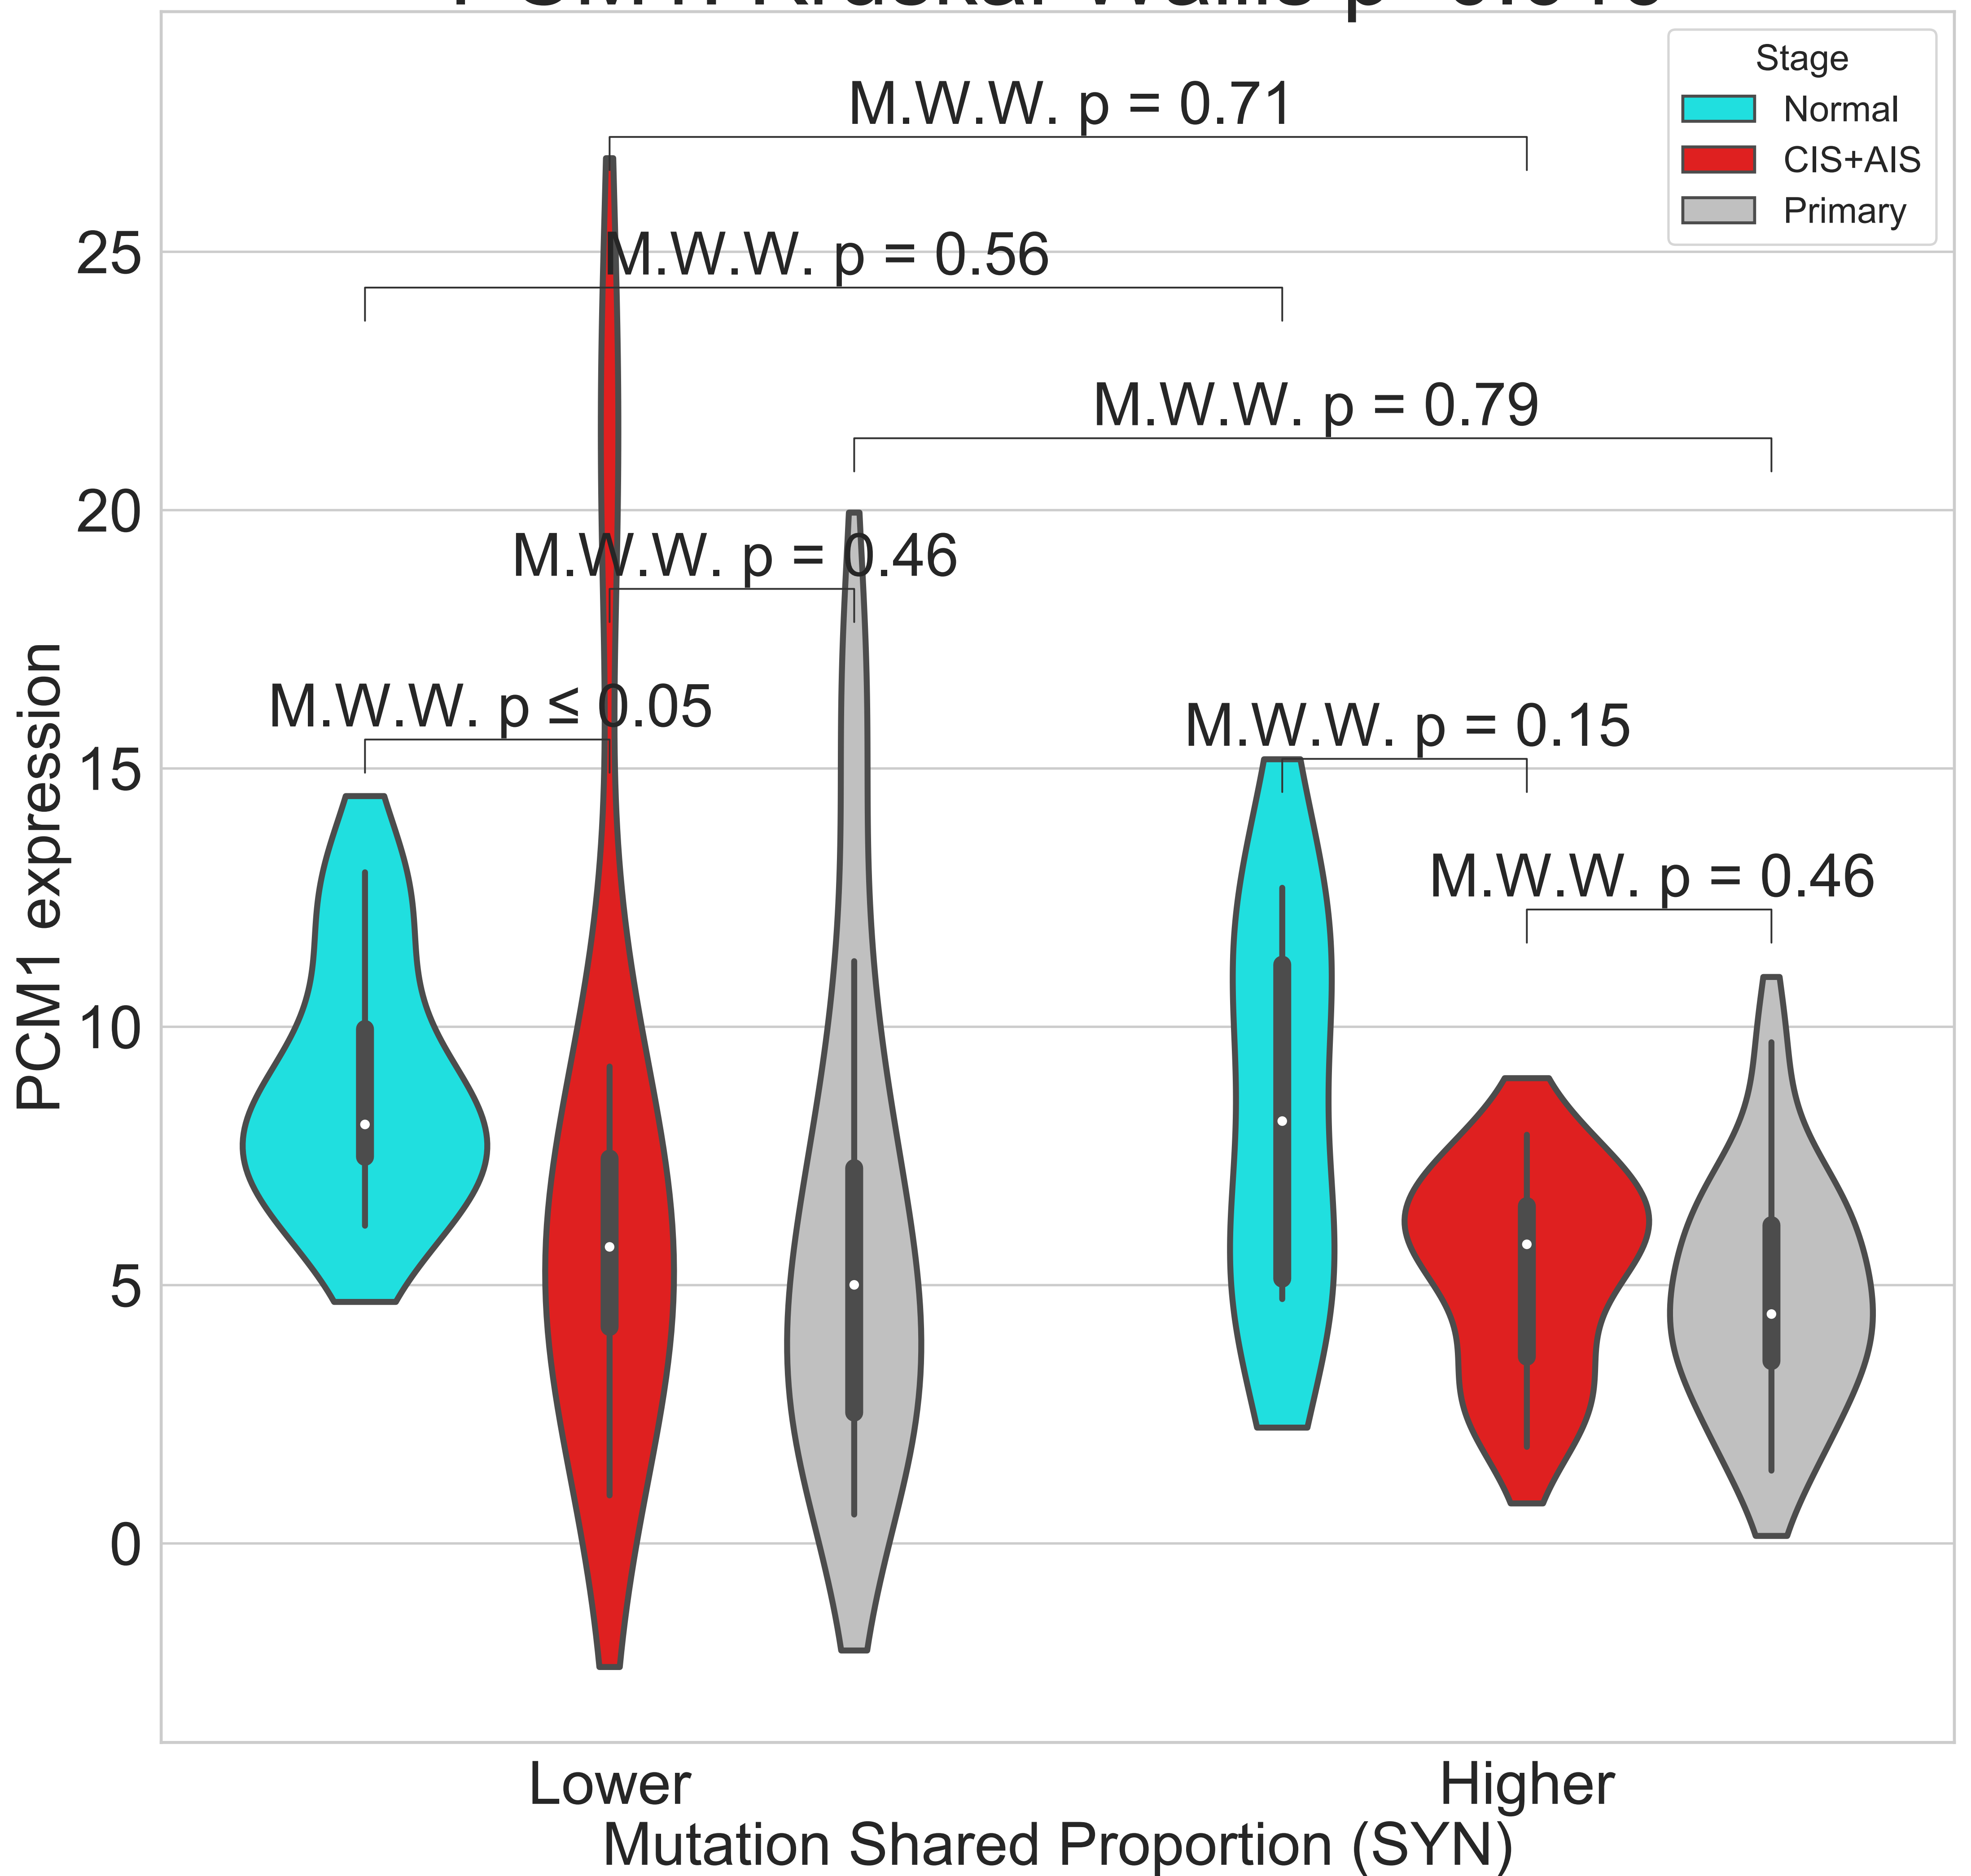 Stage
Normal
CIS+AIS
Primary
M.W.W. p = 0.71
M.W.W. p = 0.56
M.W.W. p = 0.79
M.W.W. p = 0.46
M.W.W. p ≤ 0.05
M.W.W. p = 0.15
M.W.W. p = 0.46
25
20
15
10
5
0
PCM1 expression
Lower
Higher
Mutation Shared Proportion (SYN)